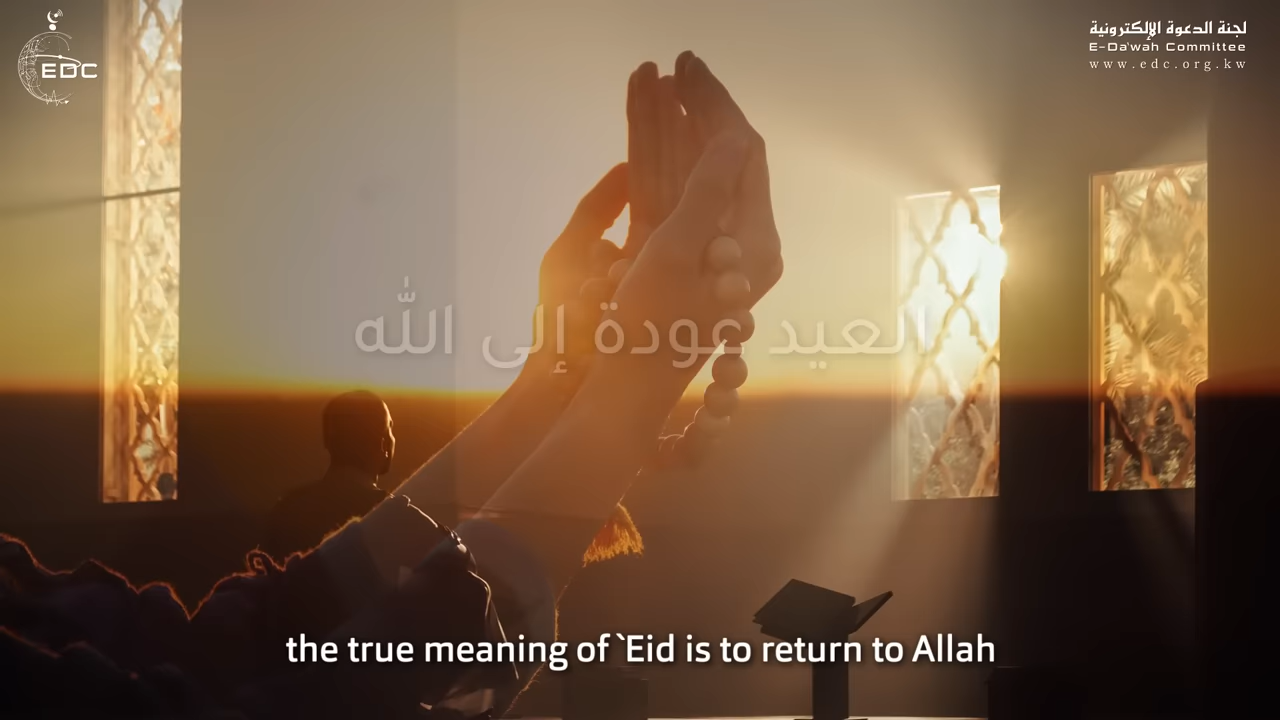 EDC
لجنة الدعوة الإلكترونية
E-Da'wah Committee
www.edc.org.kw
العيد عودة إلى الله
the true meaning of `Eid is to return to Allah